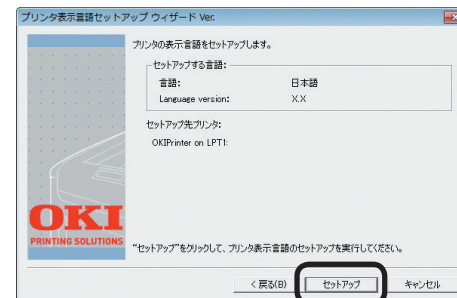 プリンタ表示言語セットアップ ウィザード Ver.
プリンタの表示言語をセットアップします。
セットアップする言語:
言語: 日本語
Language version: X.X
セットアップ先プリンタ:
OKIPrinter on LPT1:
OKI
PRINTING SOLUTIONS
"セットアップ"をクリックして、プリンタ表示言語のセットアップを実行してください。
< 戻る(B) セットアップ キャンセル